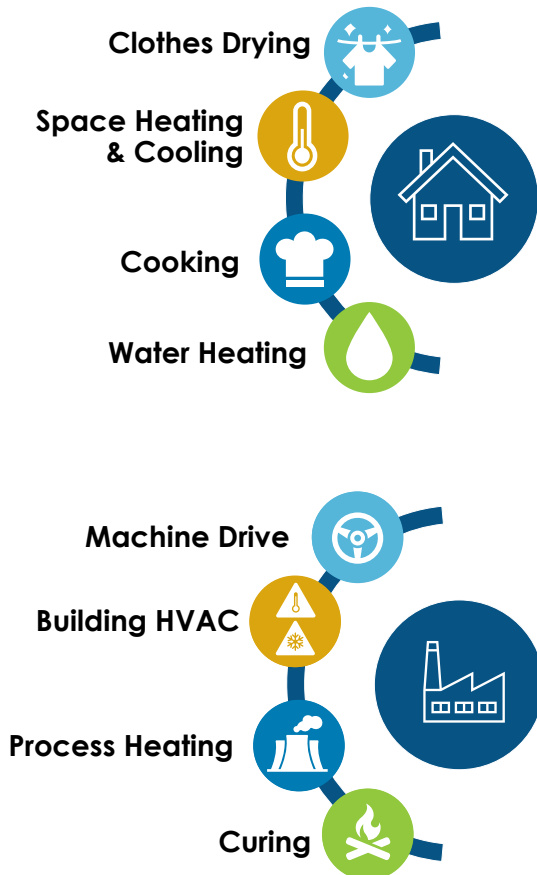 Clothes Drying
Space Heating
& Cooling
Cooking
Water Heating
Machine Drive
Building HVAC
Process Heating
Curing